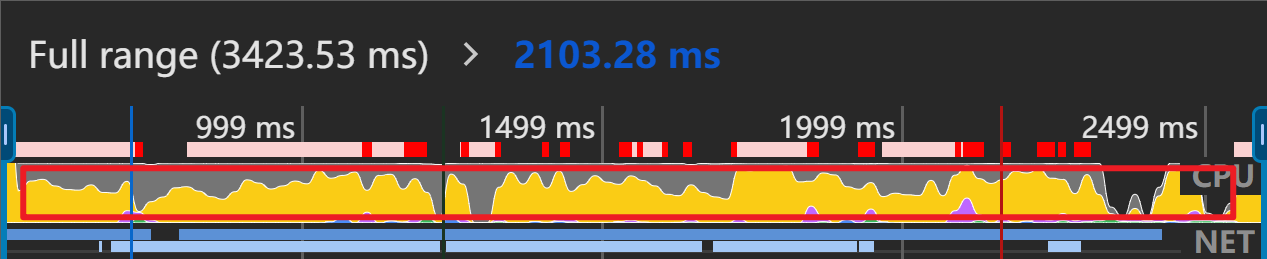 Full range (3423.53 ms) > 2103.28 ms
999 ms 1499 ms 1999 ms 2499 ms
CPU
NET